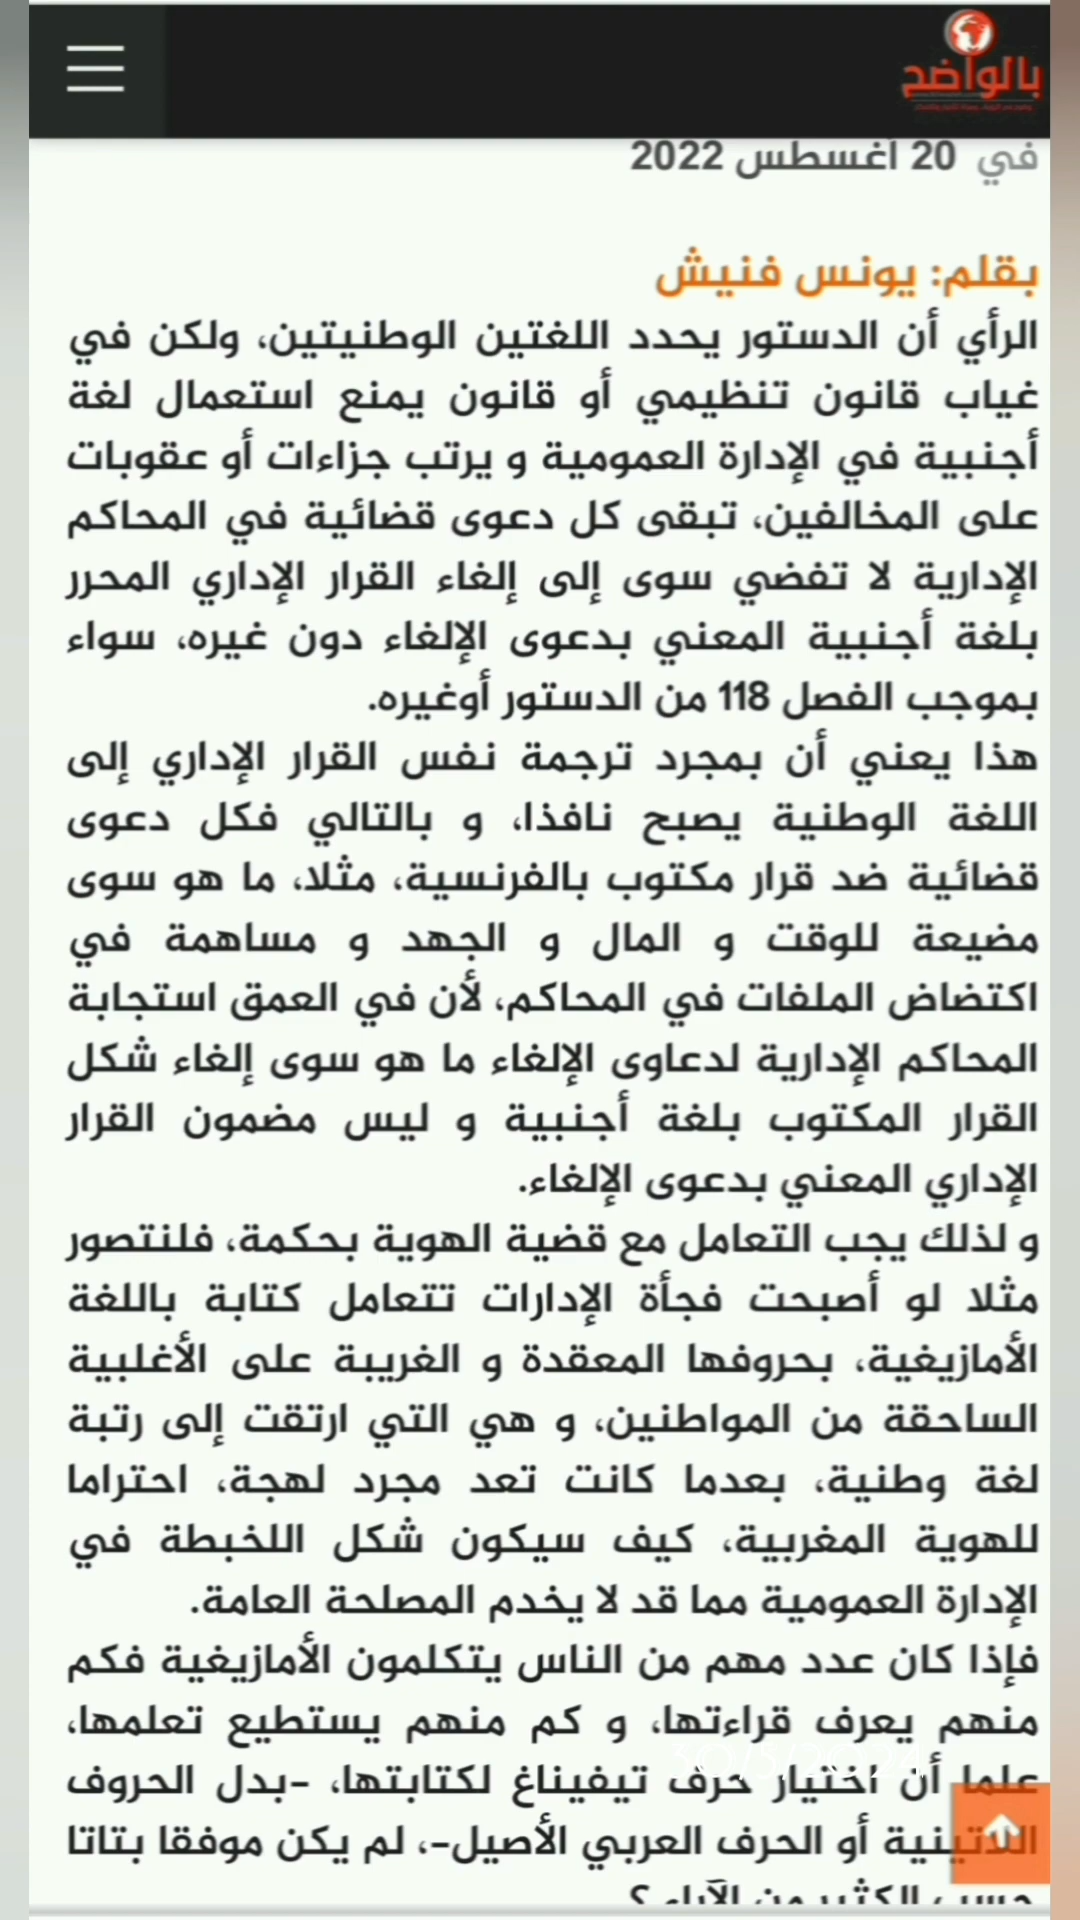 بالواضح
في 20 أغسطس 2022
بقلم: يونس فنيش
الرأي أن الدستور يحدد اللغتين الوطنيتين، ولكن في
غياب قانون تنظيمي أو قانون يمنع استعمال لغة
أجنبية في الإدارة العمومية و يرتب جزاءات أو عقوبات
على المخالفين، تبقى كل دعوى قضائية في المحاكم
الإدارية لا تفضي سوى إلى إلغاء القرار الإداري المحرر
بلغة أجنبية المعني بدعوى الإلغاء دون غيره، سواء
بموجب الفصل 118 من الدستور أوغيره.
هذا يعني أن بمجرد ترجمة نفس القرار الإداري إلى
اللغة الوطنية يصبح نافذا، و بالتالي فكل دعوى
قضائية ضد قرار مكتوب بالفرنسية، مثلا، ما هو سوى
مضيعة للوقت و المال و الجهد و مساهمة في
اكتضاض الملفات في المحاكم، لأن في العمق استجابة
المحاكم الإدارية لدعاوى الإلغاء ما هو سوى إلغاء شكل
القرار المكتوب بلغة أجنبية و ليس مضمون القرار
الإداري المعني بدعوى الإلغاء.
و لذلك يجب التعامل مع قضية الهوية بحكمة، فلنتصور
مثلا لو أصبحت فجأة الإدارات تتعامل كتابة باللغة
الأمازيغية، بحروفها المعقدة و الغريبة على الأغلبية
الساحقة من المواطنين، و هي التي ارتقت إلى رتبة
لغة وطنية، بعدما كانت تعد مجرد لهجة، احتراما
للهوية المغربية، كيف سيكون شكل اللخبطة في
الإدارة العمومية مما قد لا يخدم المصلحة العامة.
فإذا كان عدد مهم من الناس يتكلمون الأمازيغية فكم
منهم يعرف قراءتها، و كم منهم يستطيع تعلمها،
30/5/2024
علما أن اختيار حرف تيفيناغ لكتابتها، -بدل الحروف
اللاتينية أو الحرف العربي الأصيل-، لم يكن موفقا بتاتا
حسب الكثير من الآراء ؟